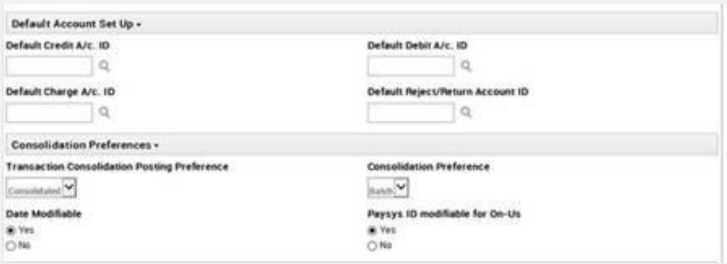 Default Account Set Up
Default Credit A/c. ID Default Debit A/c. ID
Default Charge A/c. ID Default Reject/Return Account ID
Consolidation Preferences
Transaction Consolidation Posting Preference Consolidation Preference
Consolidated Batch
Date Modifiable Paysys ID modifiable for On-Us
Yes Yes
No No